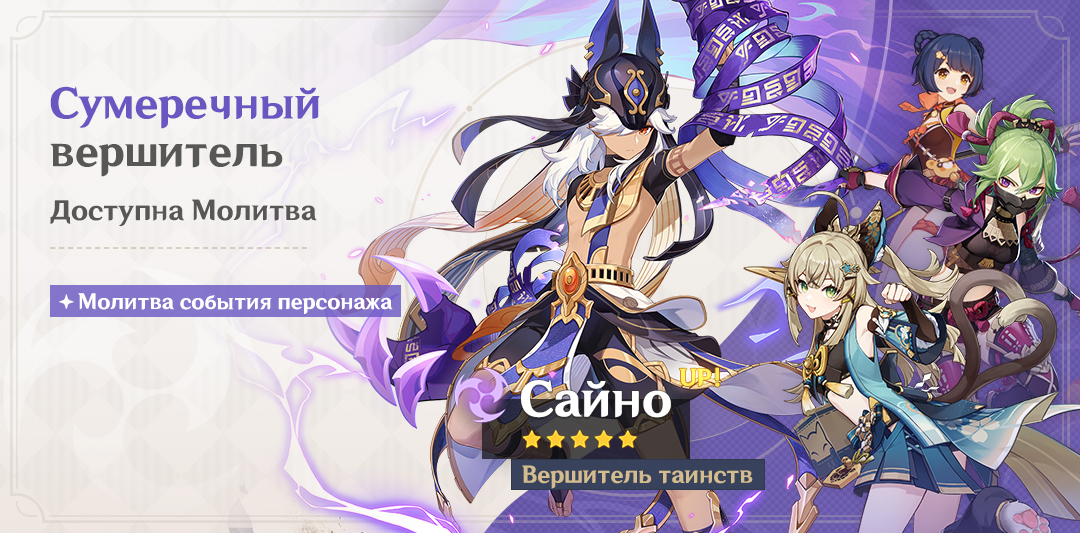 Сумеречный
вершитель
Доступна Молитва
Молитва события персонажа
UP!
Сайно
Вершитель таинств